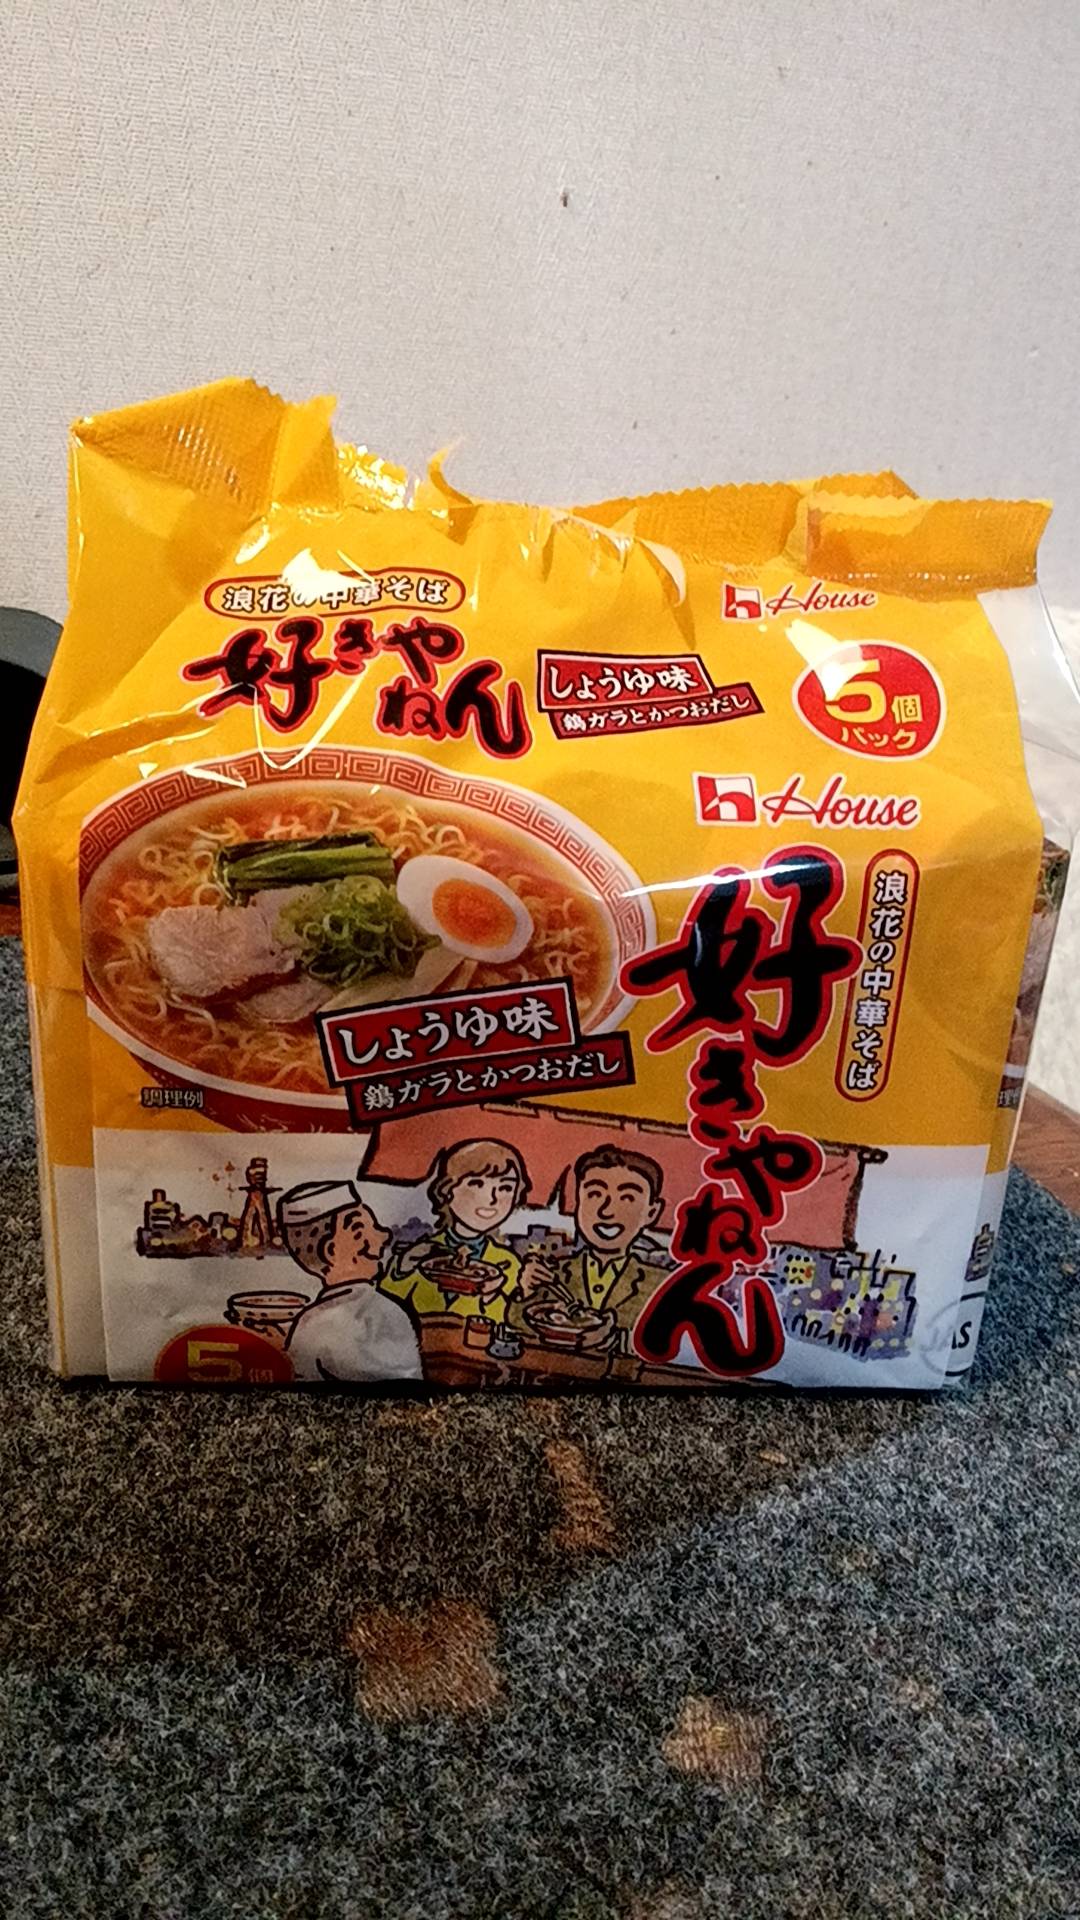 浪花の中華そば
House
好きやねん
しょうゆ味
鶏ガラとかつおだし
5個
パック
House
好きやねん
浪花の中華そば
しょうゆ味
鶏ガラとかつおだし
調理例
5個